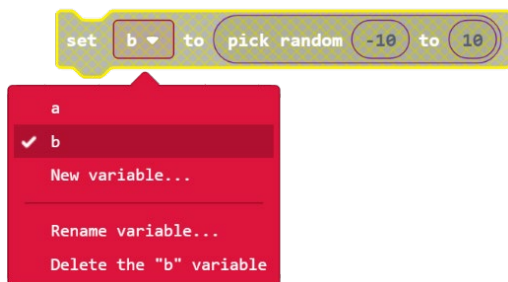 set b to pick random -10 to 10
a
b
New variable...
Rename variable...
Delete the "b" variable